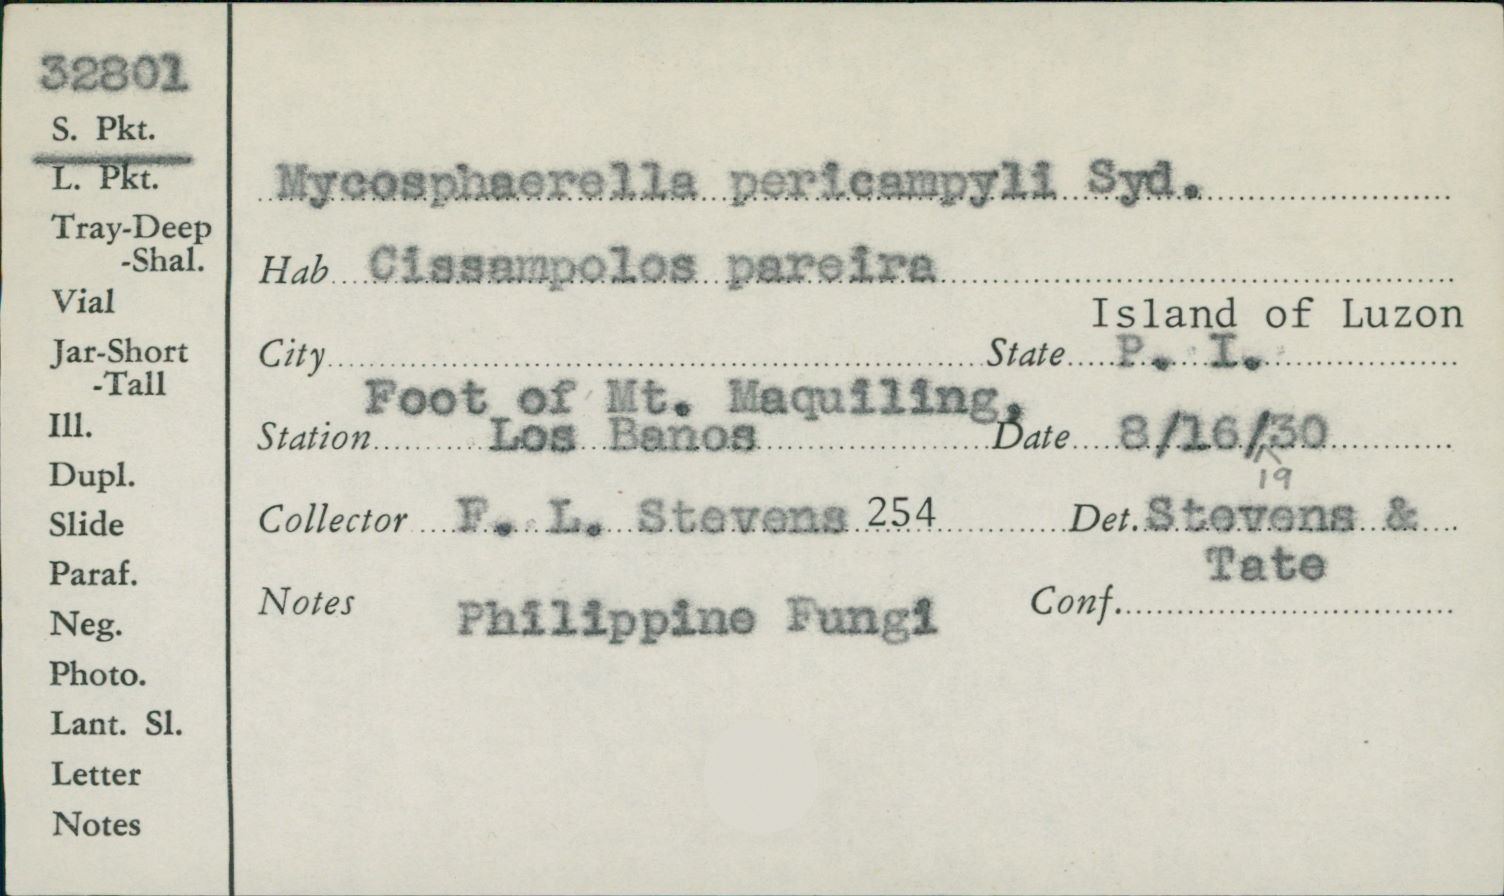 32801
S. Pkt.
L. Pkt.
Tray-Deep
-Shal.
Vial
Jar-Short
-Tall
Ill.
Dupl.
Slide
Paraf.
Neg.
Photo.
Lant. Sl.
Letter
Notes
Mycosphaerella pericampyli Syd.
Hab Cissampolos pareira
Island of Luzon
City State P. I.
Foot of Mt. Maquiling,
Station Los Banos Date 8/16/30
19
Collector F. L. Stevens 254 Det. Stevens &
Tate
Notes Philippine Fungi Conf.